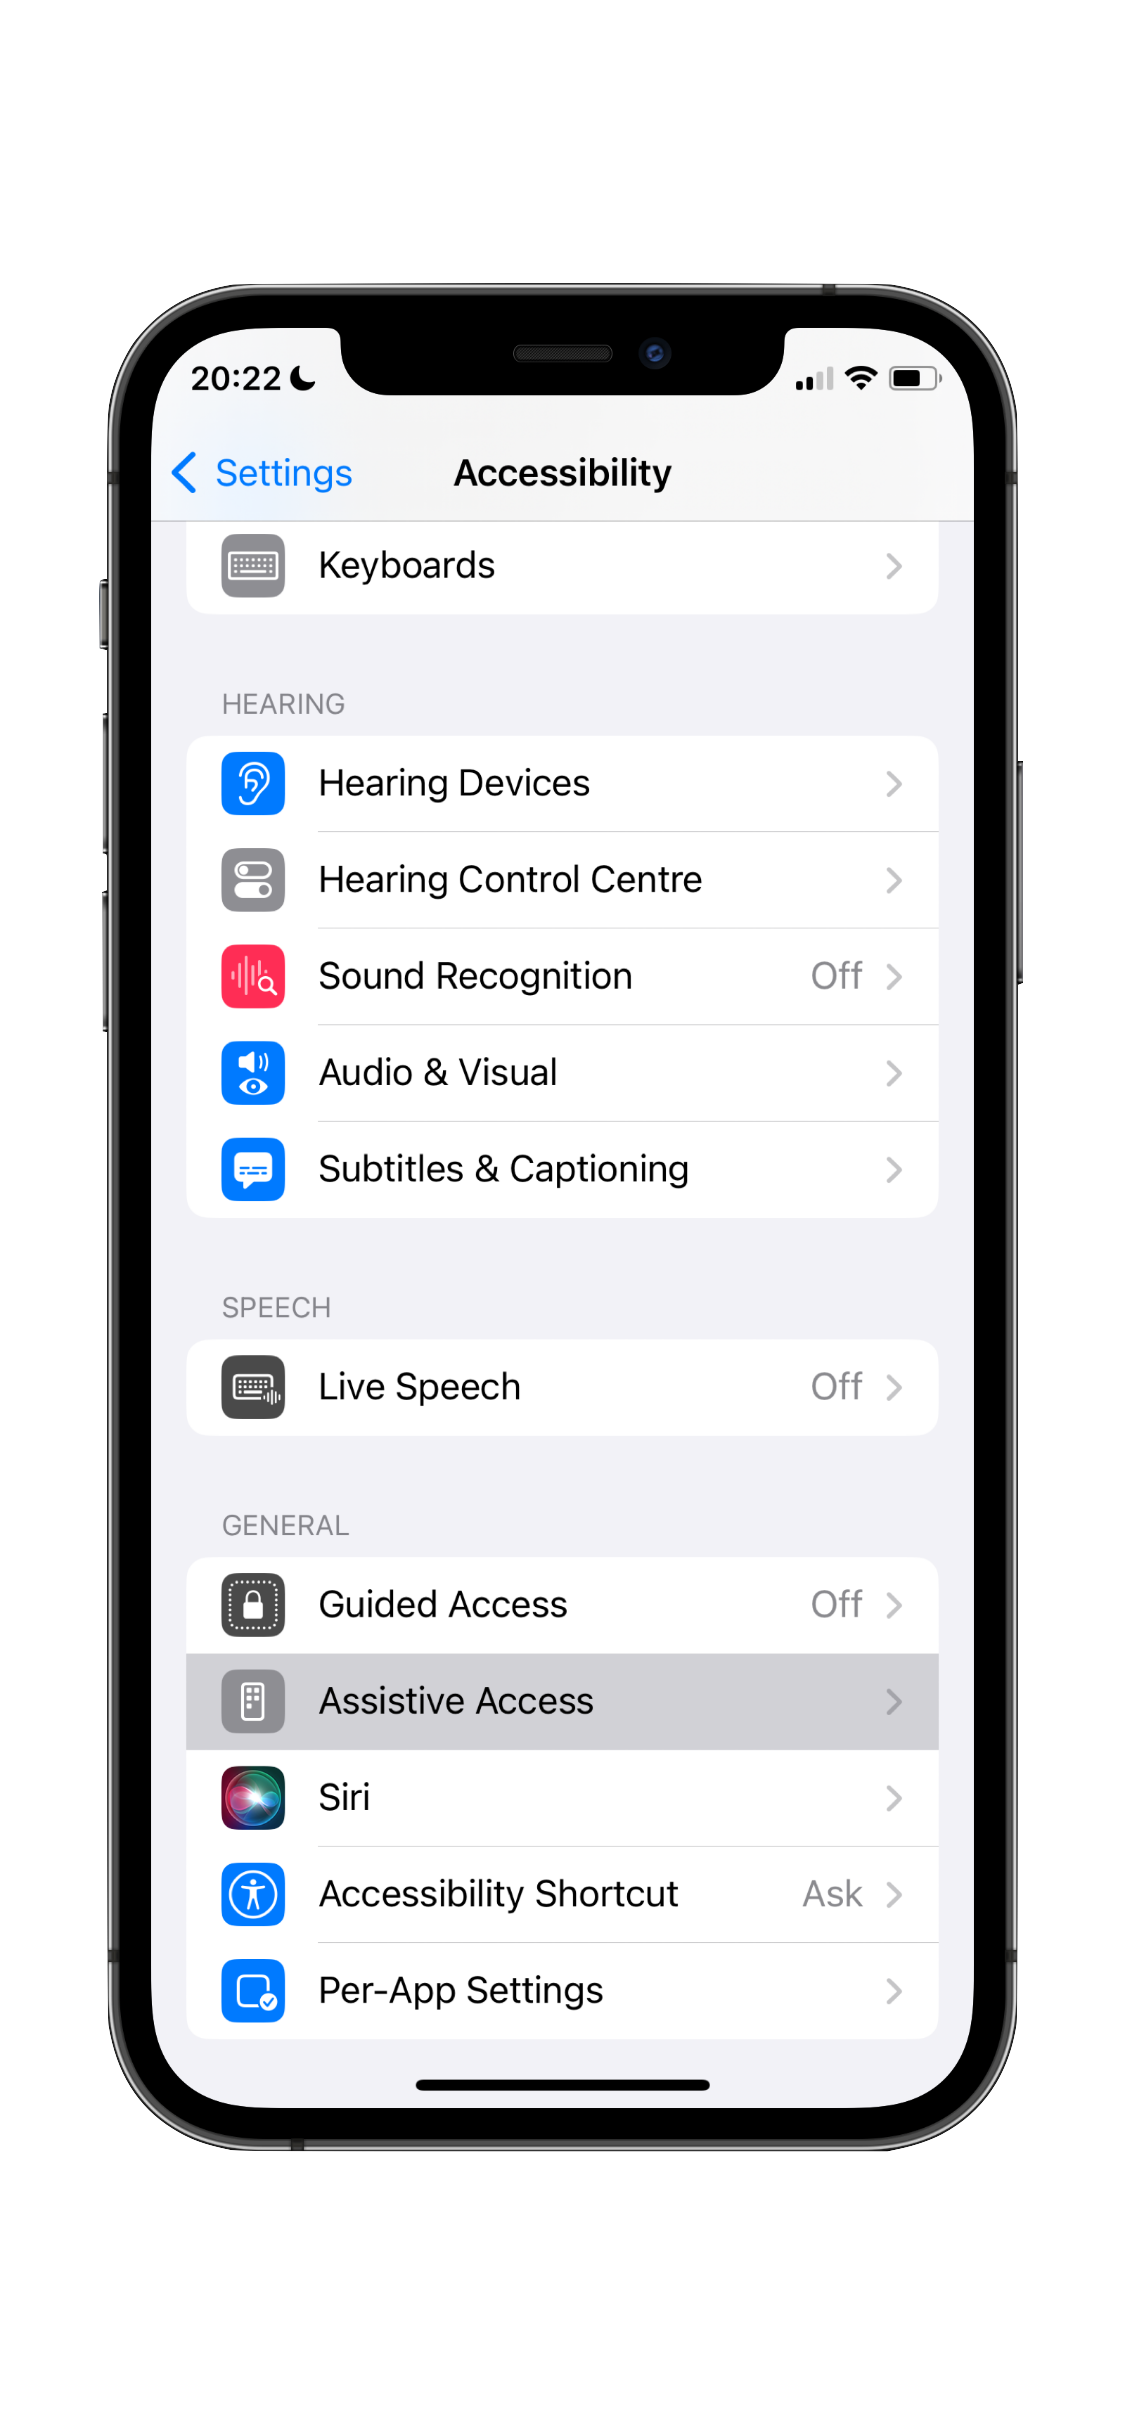 20:22
Settings
Accessibility
Keyboards
HEARING
Hearing Devices
Hearing Control Centre
Sound Recognition Off
Audio & Visual
Subtitles & Captioning
SPEECH
Live Speech Off
GENERAL
Guided Access Off
Assistive Access
Siri
Accessibility Shortcut Ask
Per-App Settings